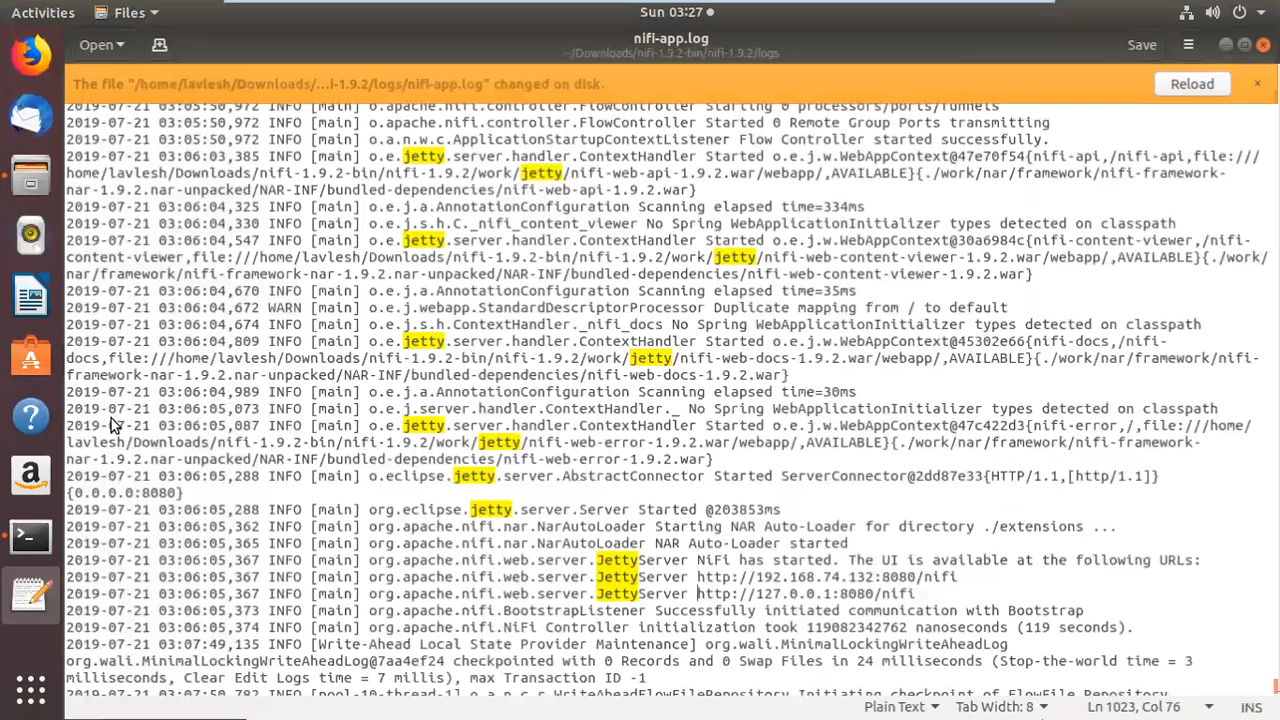 Activities Files Sun 03:27
Open nifi-app.log Save
~/Downloads/nifi-1.9.2-bin/nifi-1.9.2/logs
The file "/home/lavlesh/Downloads/...i-1.9.2/logs/nifi-app.log" changed on disk. Reload ×
2019-07-21 03:05:50,972 INFO [main] o.apache.nifi.controller.FlowController Starting 0 processors/ports/funnels
2019-07-21 03:05:50,972 INFO [main] o.apache.nifi.controller.FlowController Started 0 Remote Group Ports transmitting
2019-07-21 03:05:50,972 INFO [main] o.a.n.w.c.ApplicationStartupContextListener Flow Controller started successfully.
2019-07-21 03:06:03,385 INFO [main] o.e.jetty.server.handler.ContextHandler Started o.e.j.w.WebAppContext@47e70f54{nifi-api,/nifi-api,file:///
home/lavlesh/Downloads/nifi-1.9.2-bin/nifi-1.9.2/work/jetty/nifi-web-api-1.9.2.war/webapp/,AVAILABLE}{./work/nar/framework/nifi-framework-
nar-1.9.2.nar-unpacked/NAR-INF/bundled-dependencies/nifi-web-api-1.9.2.war}
2019-07-21 03:06:04,325 INFO [main] o.e.j.a.AnnotationConfiguration Scanning elapsed time=334ms
2019-07-21 03:06:04,330 INFO [main] o.e.j.s.h.C._nifi_content_viewer No Spring WebApplicationInitializer types detected on classpath
2019-07-21 03:06:04,547 INFO [main] o.e.jetty.server.handler.ContextHandler Started o.e.j.w.WebAppContext@30a6984c{nifi-content-viewer,/nifi-
content-viewer,file:///home/lavlesh/Downloads/nifi-1.9.2-bin/nifi-1.9.2/work/jetty/nifi-web-content-viewer-1.9.2.war/webapp/,AVAILABLE}{./work/
nar/framework/nifi-framework-nar-1.9.2.nar-unpacked/NAR-INF/bundled-dependencies/nifi-web-content-viewer-1.9.2.war}
2019-07-21 03:06:04,670 INFO [main] o.e.j.a.AnnotationConfiguration Scanning elapsed time=35ms
2019-07-21 03:06:04,672 WARN [main] o.e.j.webapp.StandardDescriptorProcessor Duplicate mapping from / to default
2019-07-21 03:06:04,674 INFO [main] o.e.j.s.h.ContextHandler._nifi_docs No Spring WebApplicationInitializer types detected on classpath
2019-07-21 03:06:04,809 INFO [main] o.e.jetty.server.handler.ContextHandler Started o.e.j.w.WebAppContext@45302e66{nifi-docs,/nifi-
docs,file:///home/lavlesh/Downloads/nifi-1.9.2-bin/nifi-1.9.2/work/jetty/nifi-web-docs-1.9.2.war/webapp/,AVAILABLE}{./work/nar/framework/nifi-
framework-nar-1.9.2.nar-unpacked/NAR-INF/bundled-dependencies/nifi-web-docs-1.9.2.war}
2019-07-21 03:06:04,989 INFO [main] o.e.j.a.AnnotationConfiguration Scanning elapsed time=30ms
2019-07-21 03:06:05,073 INFO [main] o.e.j.server.handler.ContextHandler._ No Spring WebApplicationInitializer types detected on classpath
2019-07-21 03:06:05,087 INFO [main] o.e.jetty.server.handler.ContextHandler Started o.e.j.w.WebAppContext@47c422d3{nifi-error,/,file:///home/
lavlesh/Downloads/nifi-1.9.2-bin/nifi-1.9.2/work/jetty/nifi-web-error-1.9.2.war/webapp/,AVAILABLE}{./work/nar/framework/nifi-framework-
nar-1.9.2.nar-unpacked/NAR-INF/bundled-dependencies/nifi-web-error-1.9.2.war}
2019-07-21 03:06:05,288 INFO [main] o.eclipse.jetty.server.AbstractConnector Started ServerConnector@2dd87e33{HTTP/1.1,[http/1.1]}
{0.0.0.0:8080}
2019-07-21 03:06:05,288 INFO [main] org.eclipse.jetty.server.Server Started @203853ms
2019-07-21 03:06:05,362 INFO [main] org.apache.nifi.nar.NarAutoLoader Starting NAR Auto-Loader for directory ./extensions ...
2019-07-21 03:06:05,365 INFO [main] org.apache.nifi.nar.NarAutoLoader NAR Auto-Loader started
2019-07-21 03:06:05,367 INFO [main] org.apache.nifi.web.server.JettyServer NiFi has started. The UI is available at the following URLs:
2019-07-21 03:06:05,367 INFO [main] org.apache.nifi.web.server.JettyServer http://192.168.74.132:8080/nifi
2019-07-21 03:06:05,367 INFO [main] org.apache.nifi.web.server.JettyServer http://127.0.0.1:8080/nifi
2019-07-21 03:06:05,373 INFO [main] org.apache.nifi.BootstrapListener Successfully initiated communication with Bootstrap
2019-07-21 03:06:05,374 INFO [main] org.apache.nifi.NiFi Controller initialization took 119082342762 nanoseconds (119 seconds).
2019-07-21 03:07:49,135 INFO [Write-Ahead Local State Provider Maintenance] org.wali.MinimalLockingWriteAheadLog
org.wali.MinimalLockingWriteAheadLog@7aa4ef24 checkpointed with 0 Records and 0 Swap Files in 24 milliseconds (Stop-the-world time = 3
milliseconds, Clear Edit Logs time = 7 millis), max Transaction ID -1
2019-07-21 03:07:50,782 INFO [pool-10-thread-1] o.a.n.c.s.WriteAheadFlowFileRepository Initiating checkpoint of FlowFile Repository
Plain Text Tab Width: 8 Ln 1023, Col 76 INS